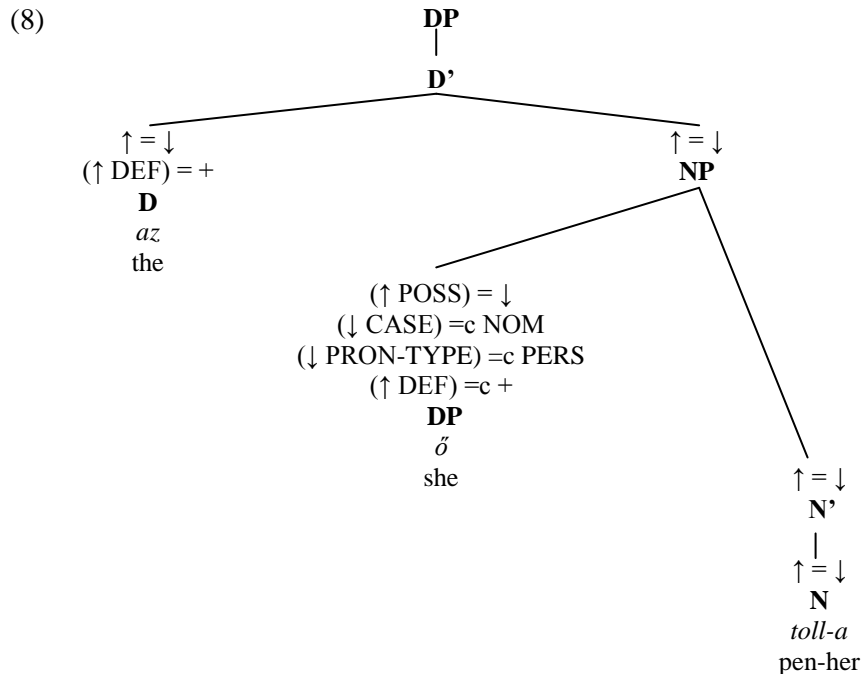 (8)
DP
D’
↑ = ↓
(↑ DEF) = +
D
az
the
↑ = ↓
NP
(↑ POSS) = ↓
(↓ CASE) =c NOM
(↓ PRON-TYPE) =c PERS
(↑ DEF) =c +
DP
ő
she
↑ = ↓
N’
↑ = ↓
N
toll-a
pen-her